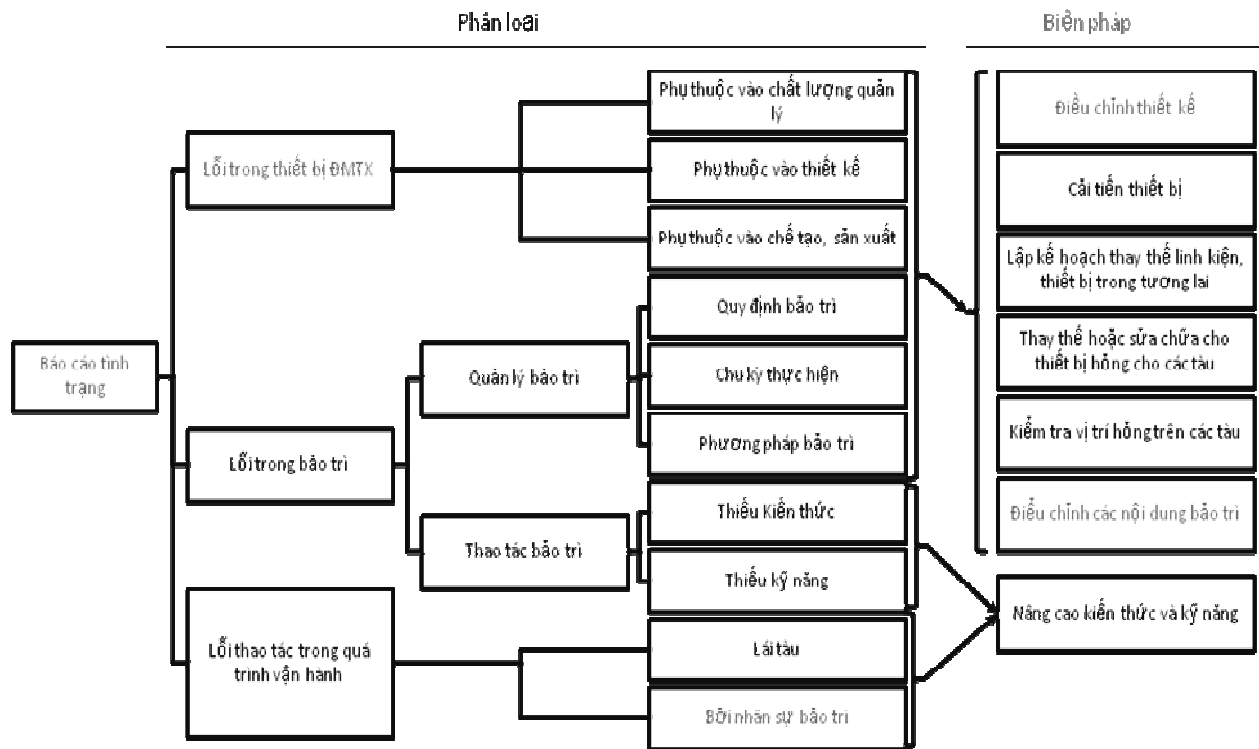 Phân loại
Biện pháp
Báo cáo tình
trạng
Lỗi trong thiết bị ĐMTX
Phụ thuộc vào chất lượng quản
lý
Phụ thuộc vào thiết kế
Phụ thuộc vào chế tạo, sản xuất
Lỗi trong bảo trì
Quản lý bảo trì
Quy định bảo trì
Chu kỳ thực hiện
Phương pháp bảo trì
Thao tác bảo trì
Thiếu Kiến thức
Thiếu kỹ năng
Lỗi thao tác trong quá
trình vận hành
Lái tàu
Bởi nhân sự bảo trì
Điều chỉnh thiết kế
Cải tiến thiết bị
Lập kế hoạch thay thế linh kiện,
thiết bị trong tương lai
Thay thế hoặc sửa chữa cho
thiết bị hỏng cho các tàu
Kiểm tra vị trí hỏng trên các tàu
Điều chỉnh các nội dung bảo trì
Nâng cao kiến thức và kỹ năng